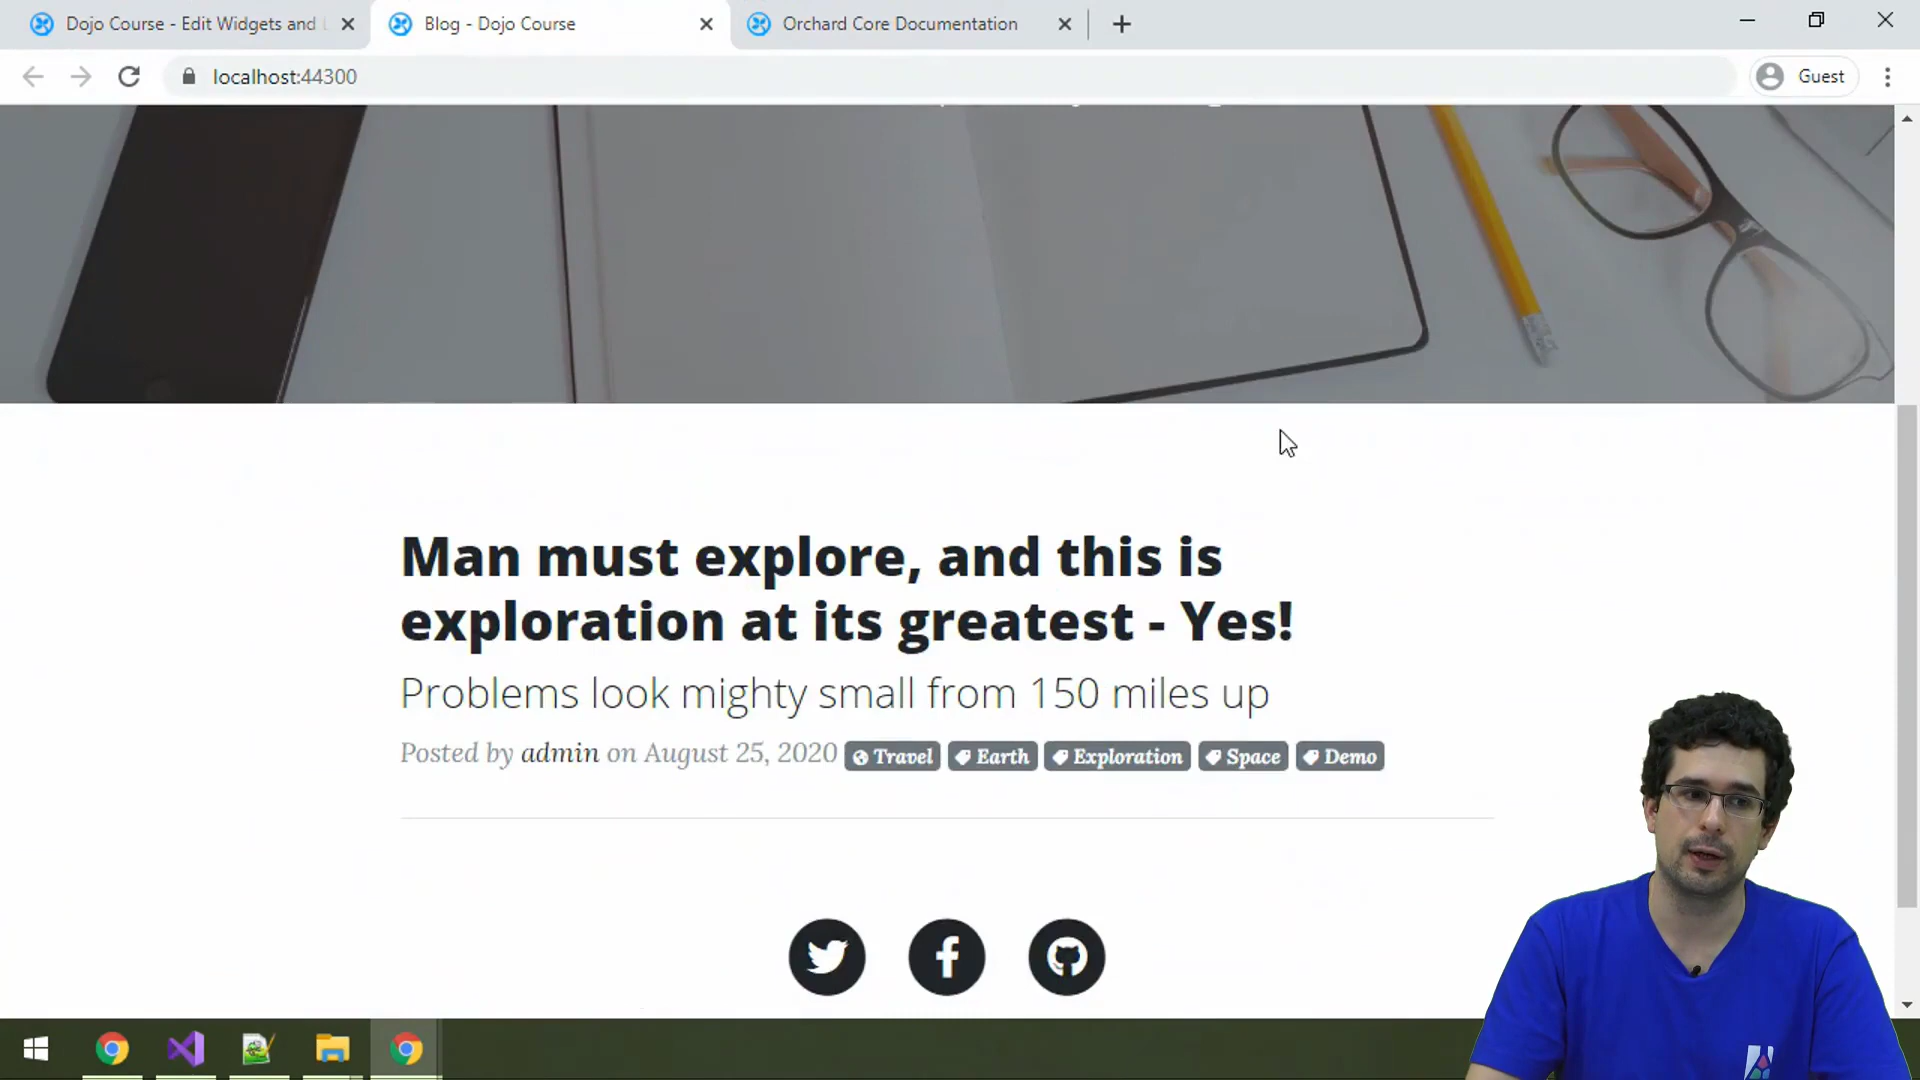 Dojo Course - Edit Widgets and
Blog - Dojo Course
Orchard Core Documentation
localhost:44300
Guest
Man must explore, and this is
exploration at its greatest - Yes!
Problems look mighty small from 150 miles up
Posted by admin on August 25, 2020 Travel Earth Exploration Space Demo